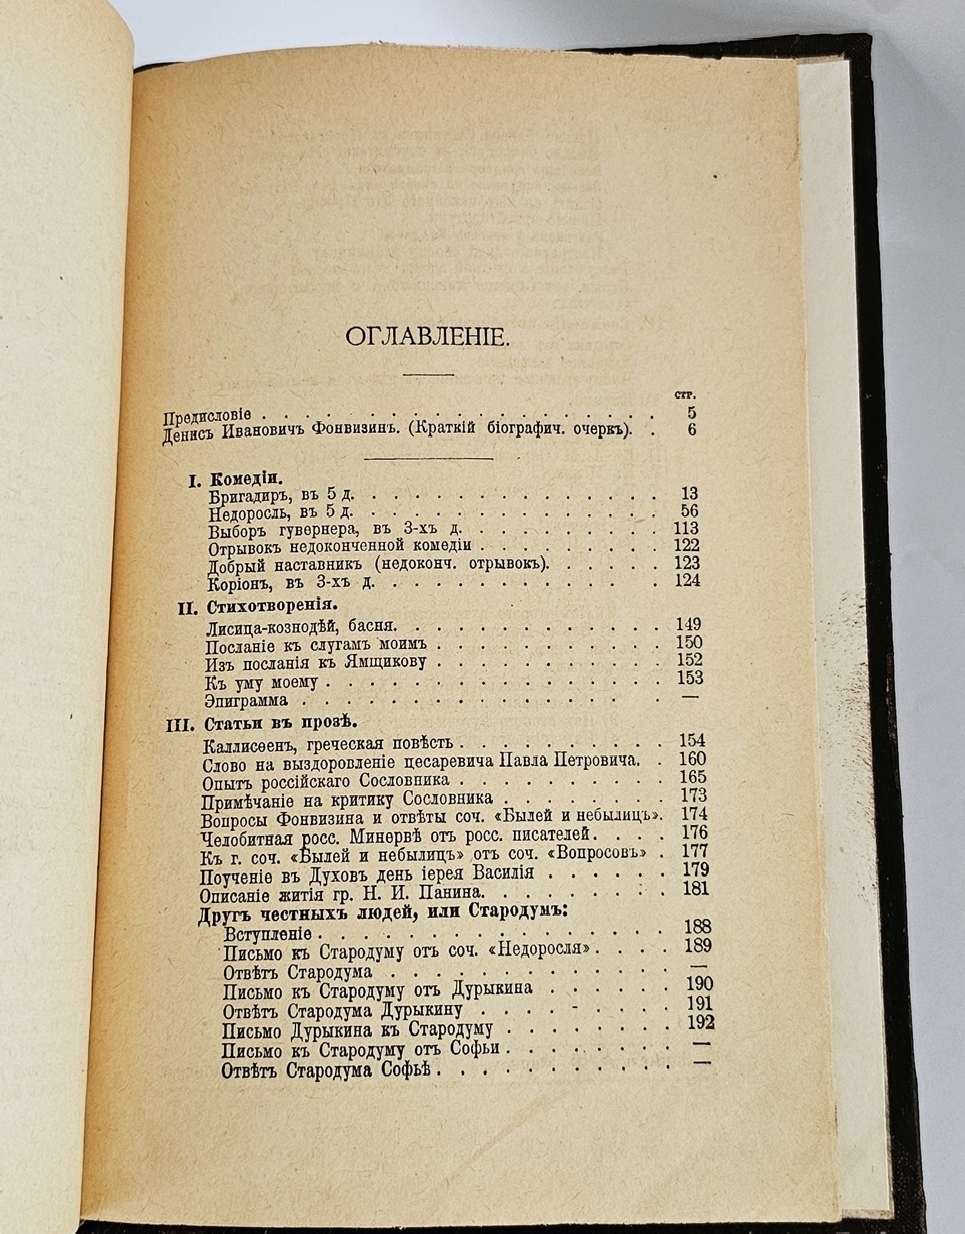 ОГЛАВЛЕНІЕ.
СТР.
Предисловіе . . . . . . . . . . . . . . . . 5
Денисъ Ивановичъ Фонвизинъ. (Краткій біографич. очеркъ). . 6
I. Комедіи.
Бригадиръ, въ 5 д. . . . . . . . . . . . . . 13
Недоросль, въ 5 д. . . . . . . . . . . . . . 56
Выборъ гувернера, въ 3-хъ д. . . . . . . . . 113
Отрывокъ недоконченной комедіи . . . . . . . . 122
Добрый наставникъ (недоконч. отрывокъ). . . . . . 123
Коріонъ, въ 3-хъ д. . . . . . . . . . . . . 124
II. Стихотворенія.
Лисица-кознодѣй, басня. . . . . . . . . . . . 149
Посланіе къ слугамъ моимъ . . . . . . . . . . 150
Изъ посланія къ Ямщикову . . . . . . . . . . 152
Къ уму моему . . . . . . . . . . . . . . . 153
Эпиграмма . . . . . . . . . . . . . . . —
III. Статьи въ прозѣ.
Каллисѳенъ, греческая повѣсть . . . . . . . . . 154
Слово на выздоровленіе цесаревича Павла Петровича. . 160
Опытъ россійскаго Сословника . . . . . . . . . 165
Примѣчаніе на критику Сословника . . . . . . . 173
Вопросы Фонвизина и отвѣты соч. «Былей и небылицъ». 174
Челобитная росс. Минервѣ отъ росс. писателей. . . . 176
Къ г. соч. «Былей и небылицъ» отъ соч. «Вопросовъ» . 177
Поученіе въ Духовъ день іерея Василія . . . . . . 179
Описаніе житія гр. Н. И. Панина. . . . . . . . 181
Другъ честныхъ людей, или Стародумъ:
Вступленіе . . . . . . . . . . . . . . . 188
Письмо къ Стародуму отъ соч. «Недоросля» . . . . 189
Отвѣтъ Стародума . . . . . . . . . . . . —
Письмо къ Стародуму отъ Дурыкина . . . . . . 190
Отвѣтъ Стародума Дурыкину . . . . . . . . 191
Письмо Дурыкина къ Стародуму . . . . . . . 192
Письмо къ Стародуму отъ Софьи . . . . . . . —
Отвѣтъ Стародума Софьѣ . . . . . . . . . . —